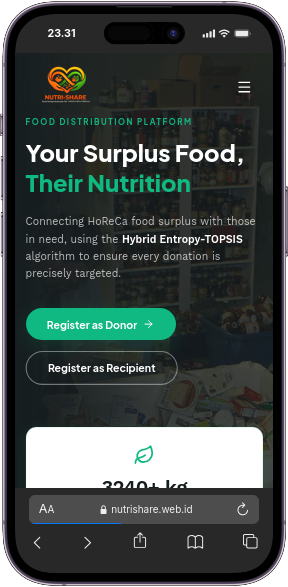 23.31
NUTRI-SHARE
FOOD DISTRIBUTION PLATFORM
Your Surplus Food,
Their Nutrition
Connecting HoReCa food surplus with those
in need, using the Hybrid Entropy-TOPSIS
algorithm to ensure every donation is
precisely targeted.
Register as Donor →
Register as Recipient
3240+ kg
AA nutrishare.web.id